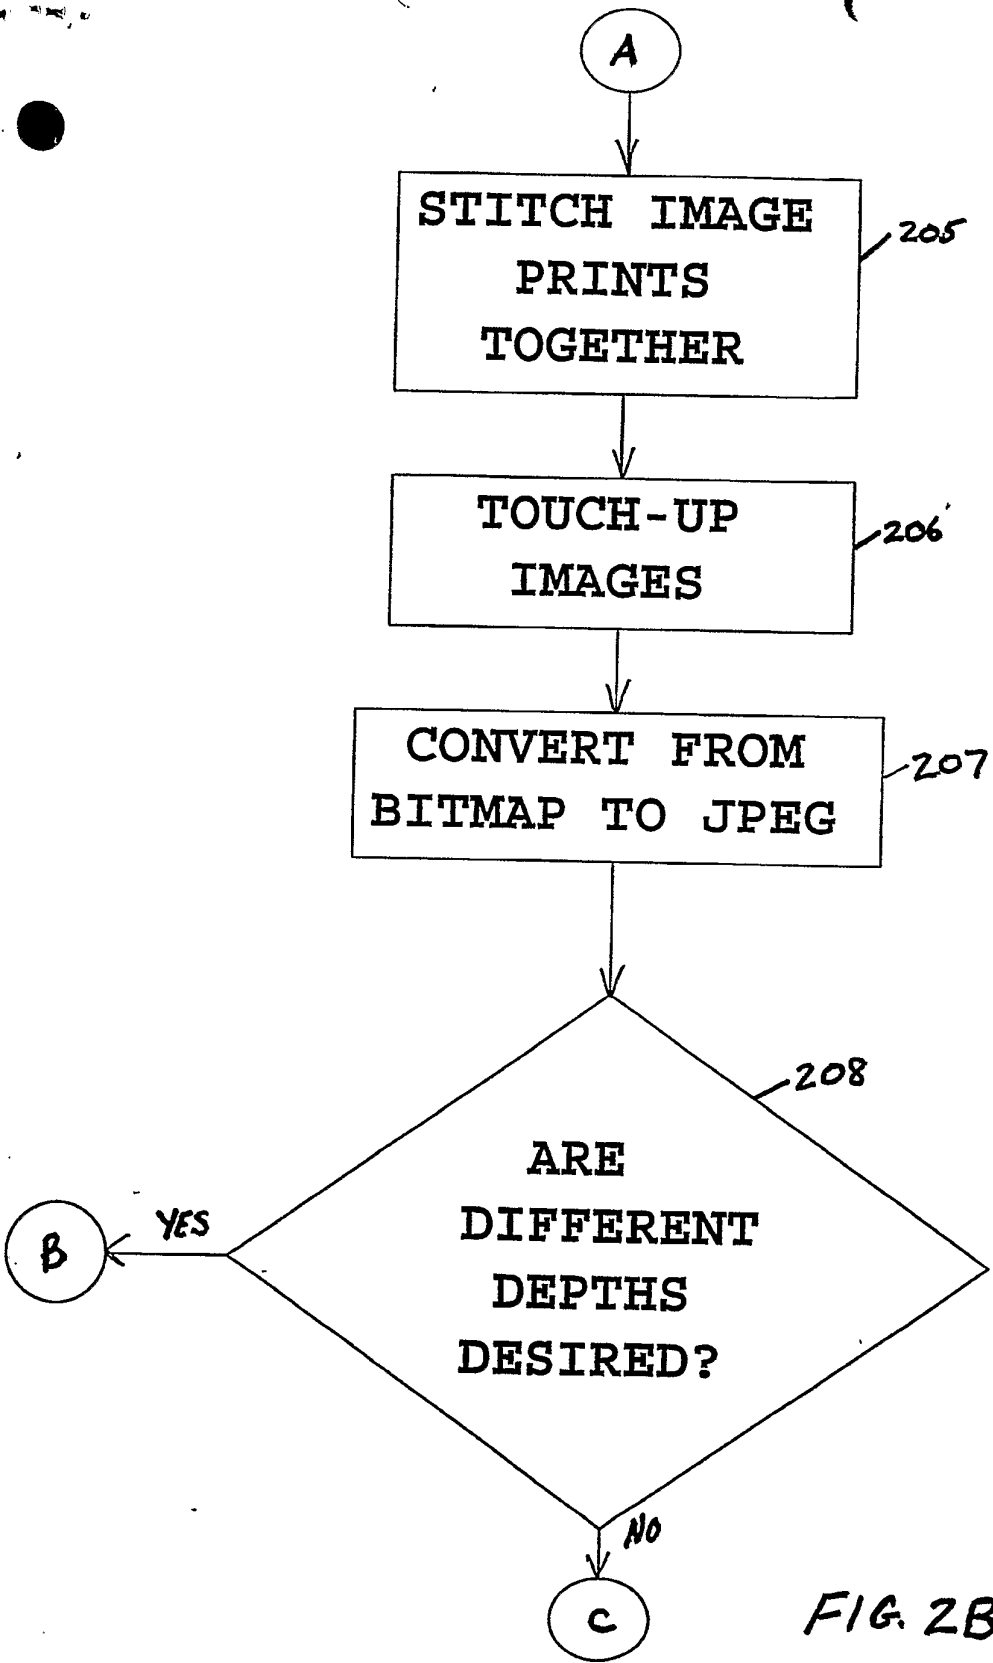 A
STITCH IMAGE
PRINTS
TOGETHER
205
TOUCH-UP
IMAGES
206
CONVERT FROM
BITMAP TO JPEG
207
208
ARE
DIFFERENT
DEPTHS
DESIRED?
YES
B
NO
C
FIG. 2B